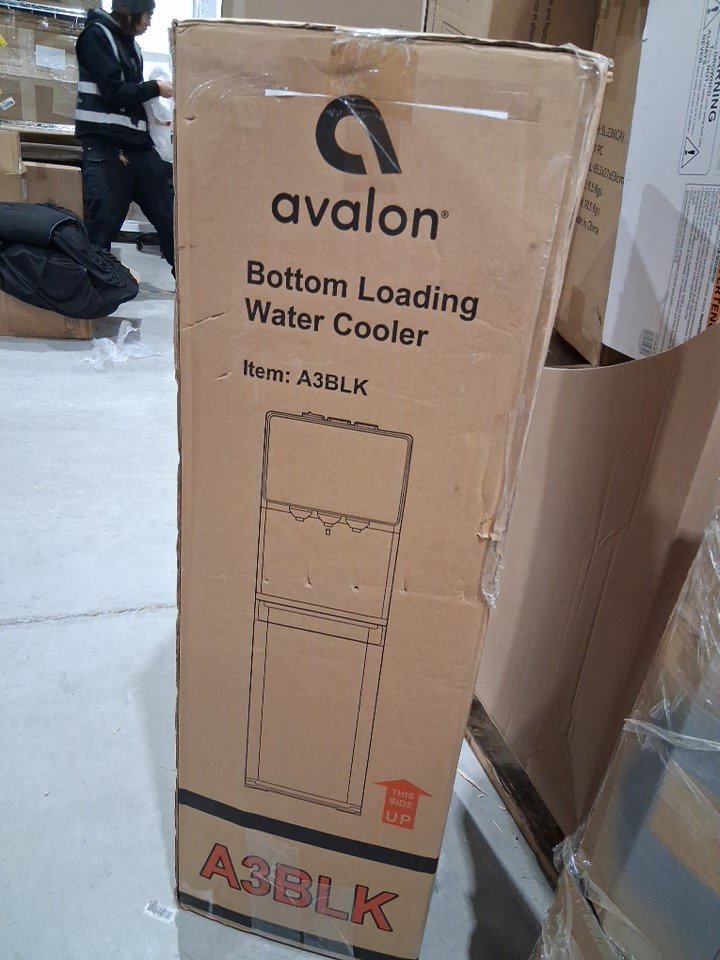 avalon®
Bottom Loading
Water Cooler
Item: A3BLK
THIS
SIDE
UP
A3BLK